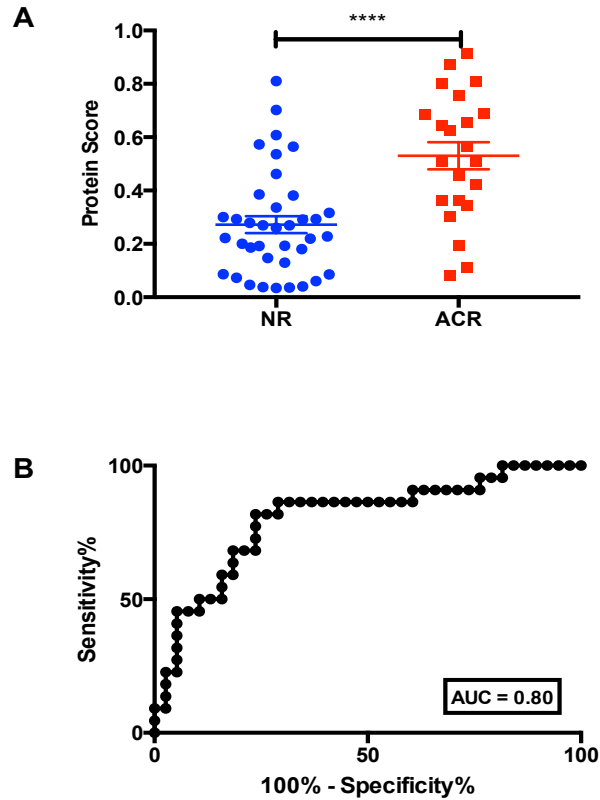 A
****
Protein Score
1.0
0.8
0.6
0.4
0.2
0.0
NR ACR
B
Sensitivity%
100
50
0
AUC = 0.80
0 50 100
100% - Specificity%